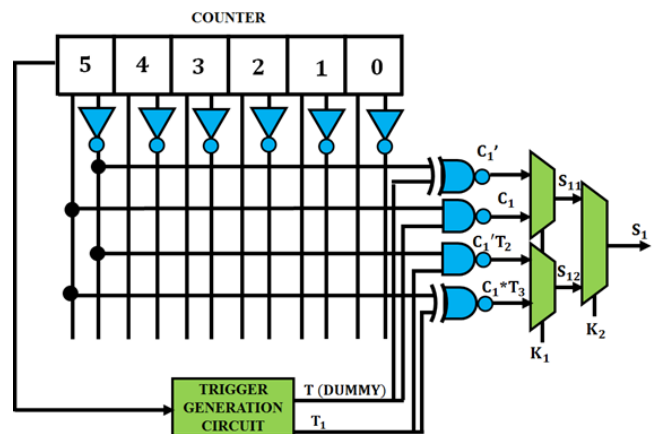 COUNTER
5 4 3 2 1 0
C₁'
S₁₁
C₁
S₁
C₁'T₂
S₁₂
C₁*T₃
K₂
K₁
T (DUMMY)
TRIGGER
GENERATION
CIRCUIT
T₁